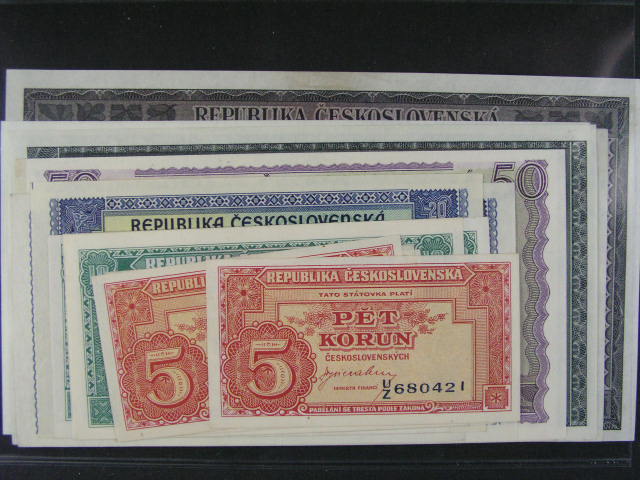 REPUBLIKA ČESKOSLOVENSKÁ
50
50
20
REPUBLIKA ČESKOSLOVENSKÁ
10
REPUBLIK
5
REPUBLIKA ČESKOSLOVENSKÁ
TATO STÁTOVKA PLATÍ
PĚT
KORUN
ČESKOSLOVENSKÝCH
5
MINISTR FINANCÍ
U/Z 680421
PADĚLÁNÍ SE TRESTÁ PODLE ZÁKONA